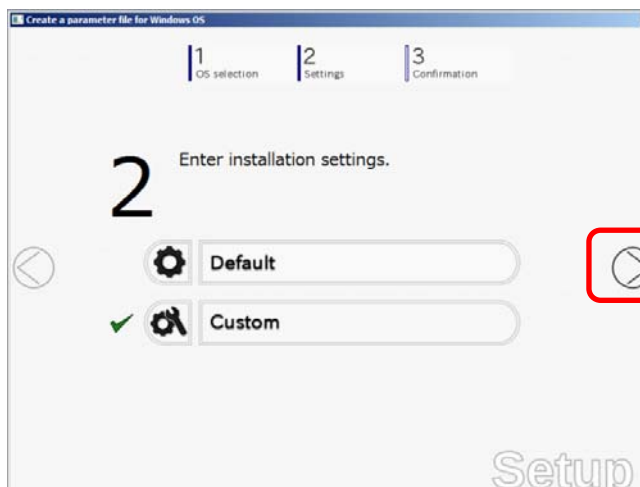 Create a parameter file for Windows OS
1
OS selection
2
Settings
3
Confirmation
2
Enter installation settings.
Default
Custom
Setup